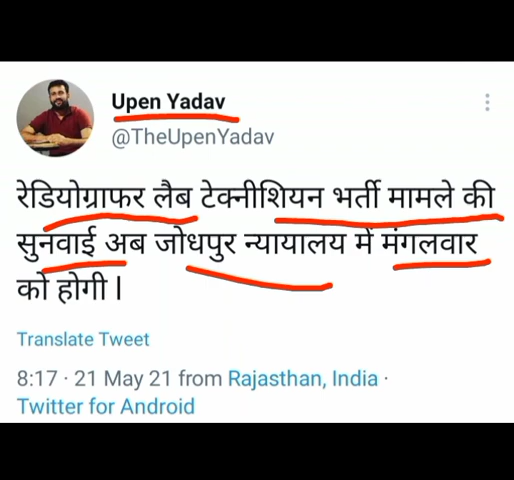 Upen Yadav
@TheUpenYadav
रेडियोग्राफर लैब टेक्नीशियन भर्ती मामले की
सुनवाई अब जोधपुर न्यायालय में मंगलवार
को होगी l
Translate Tweet
8:17 · 21 May 21 from Rajasthan, India ·
Twitter for Android